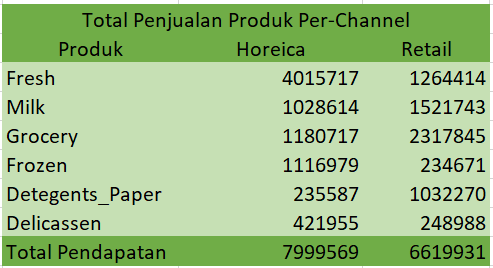 Total Penjualan Produk Per-Channel
Produk Horeica Retail
Fresh 4015717 1264414
Milk 1028614 1521743
Grocery 1180717 2317845
Frozen 1116979 234671
Detegents_Paper 235587 1032270
Delicassen 421955 248988
Total Pendapatan 7999569 6619931